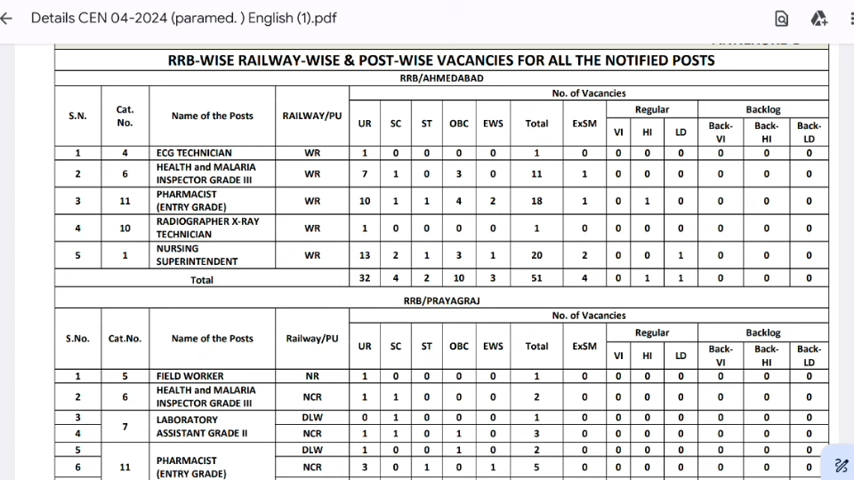 Details CEN 04-2024 (paramed. ) English (1).pdf
RRB-WISE RAILWAY-WISE & POST-WISE VACANCIES FOR ALL THE NOTIFIED POSTS
RRB/AHMEDABAD
S.N. Cat. No. Name of the Posts RAILWAY/PU No. of Vacancies
UR SC ST OBC EWS Total ExSM Regular Backlog
VI HI LD Back-VI Back-HI Back-LD
1 4 ECG TECHNICIAN WR 1 0 0 0 0 1 0 0 0 0 0 0 0
2 6 HEALTH and MALARIA INSPECTOR GRADE III WR 7 1 0 3 0 11 1 0 0 0 0 0 0
3 11 PHARMACIST (ENTRY GRADE) WR 10 1 1 4 2 18 1 0 1 0 0 0 0
4 10 RADIOGRAPHER X-RAY TECHNICIAN WR 1 0 0 0 0 1 0 0 0 0 0 0 0
5 1 NURSING SUPERINTENDENT WR 13 2 1 3 1 20 2 0 0 1 0 0 0
Total 32 4 2 10 3 51 4 0 1 1 0 0 0
RRB/PRAYAGRAJ
S.No. Cat.No. Name of the Posts Railway/PU No. of Vacancies
UR SC ST OBC EWS Total ExSM Regular Backlog
VI HI LD Back-VI Back-HI Back-LD
1 5 FIELD WORKER NR 1 0 0 0 0 1 0 0 0 0 0 0 0
2 6 HEALTH and MALARIA INSPECTOR GRADE III NCR 1 1 0 0 0 2 0 0 0 0 0 0 0
3 7 LABORATORY ASSISTANT GRADE II DLW 0 1 0 0 0 1 0 0 0 0 0 0 0
4 NCR 1 1 0 1 0 3 0 0 0 0 0 0 0
5 11 PHARMACIST (ENTRY GRADE) DLW 1 0 0 1 0 2 0 0 0 0 0 0 0
6 NCR 3 0 1 0 1 5 0 0 0 0 0 0 0